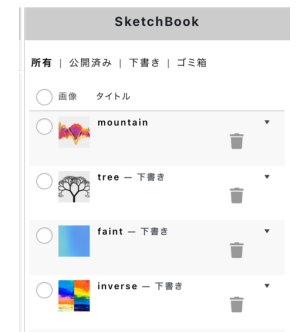 SketchBook
所有 | 公開済み | 下書き | ゴミ箱
画像 タイトル
mountain
tree — 下書き
faint — 下書き
inverse — 下書き